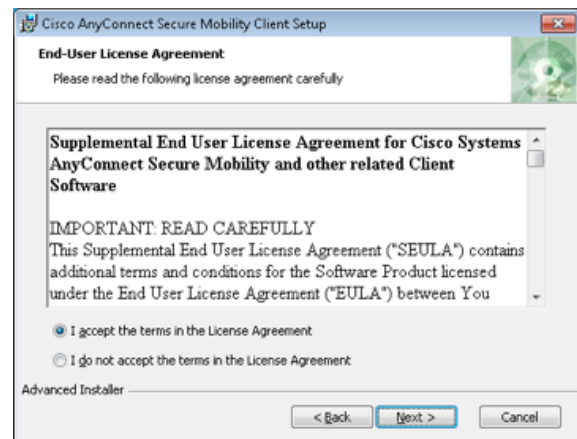 Cisco AnyConnect Secure Mobility Client Setup
End-User License Agreement
Please read the following license agreement carefully
Supplemental End User License Agreement for Cisco Systems
AnyConnect Secure Mobility and other related Client
Software
IMPORTANT: READ CAREFULLY
This Supplemental End User License Agreement ("SEULA") contains
additional terms and conditions for the Software Product licensed
under the End User License Agreement ("EULA") between You
I accept the terms in the License Agreement
I do not accept the terms in the License Agreement
Advanced Installer
< Back Next > Cancel